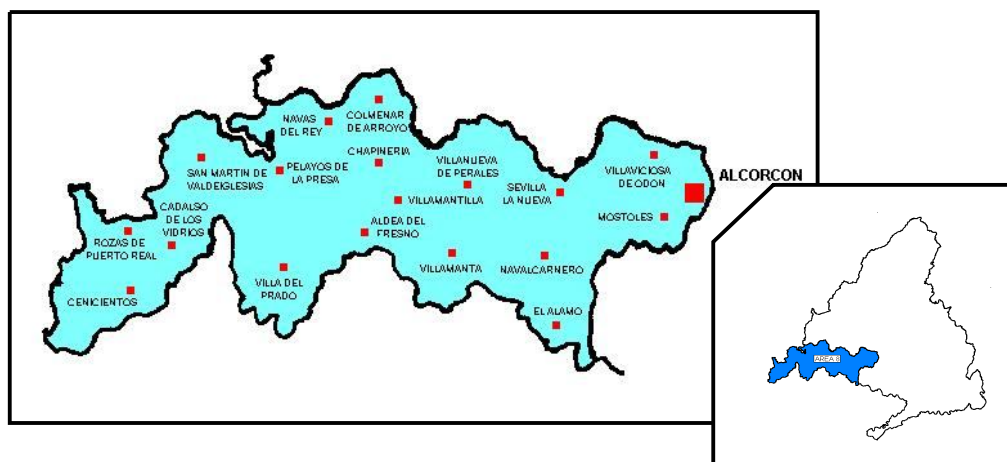 NAVAS
DEL REY
COLMENAR
DE ARROYO
CHAPINERIA
SAN MARTIN DE
VALDEIGLESIAS
PELAYOS DE
LA PRESA
VILLANUEVA
DE PERALES
VILLAMANTILLA
SEVILLA
LA NUEVA
VILLAVICIOSA
DE ODON
ALCORCON
MOSTOLES
CADALSO
DE LOS
VIDRIOS
ROZAS DE
PUERTO REAL
ALDEA DEL
FRESNO
VILLAMANTA
NAVALCARNERO
VILLA DEL
PRADO
CENICIENTOS
EL ALAMO
AREA 8